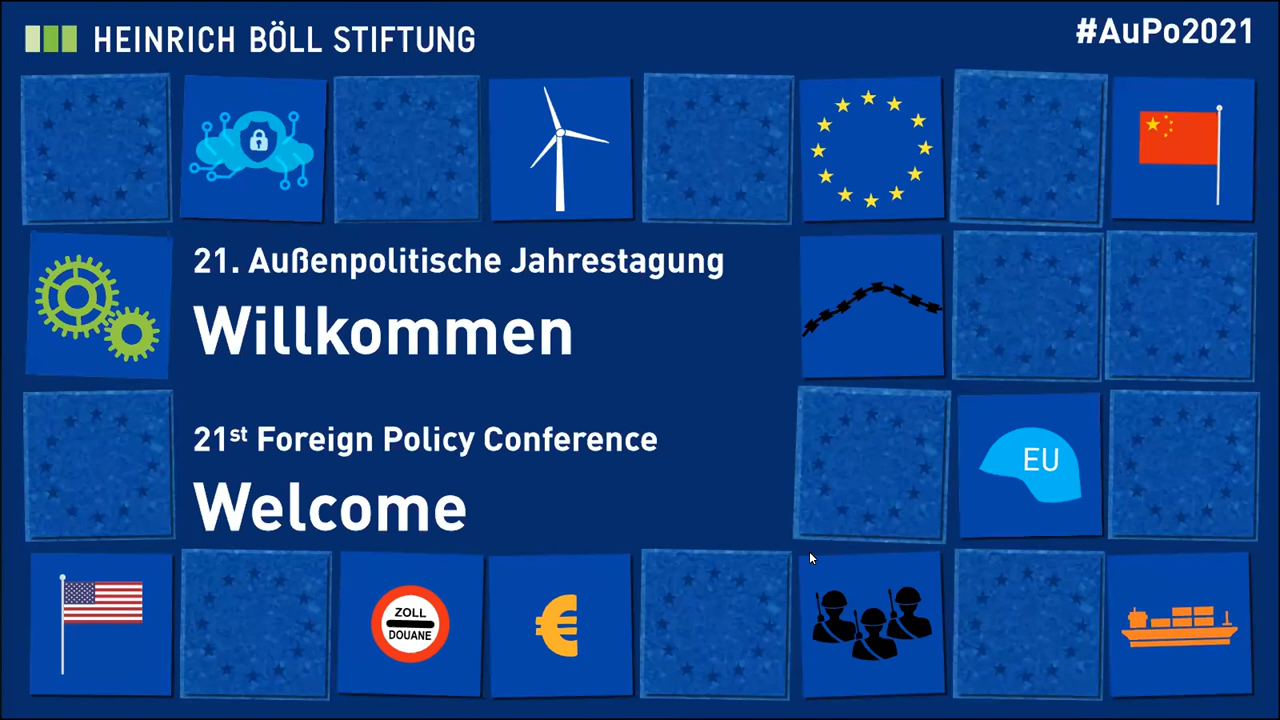 HEINRICH BÖLL STIFTUNG
#AuPo2021
21. Außenpolitische Jahrestagung
Willkommen
21st Foreign Policy Conference
Welcome
EU
ZOLL
DOUANE
€